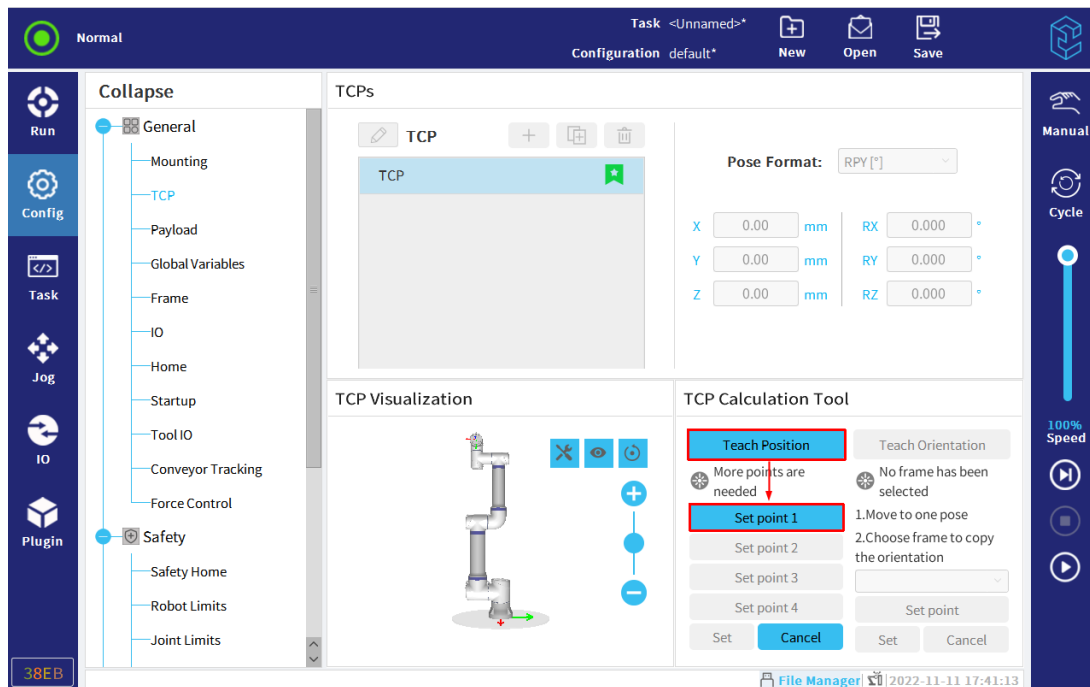 Normal
Task <Unnamed>*
Configuration default*
New
Open
Save
Run
Config
Task
Jog
IO
Plugin
38EB
Collapse
General
Mounting
TCP
Payload
Global Variables
Frame
IO
Home
Startup
Tool IO
Conveyor Tracking
Force Control
Safety
Safety Home
Robot Limits
Joint Limits
TCPs
TCP
TCP
Pose Format: RPY [°]
X 0.00 mm RX 0.000 °
Y 0.00 mm RY 0.000 °
Z 0.00 mm RZ 0.000 °
TCP Visualization
TCP Calculation Tool
Teach Position
More points are
needed
Set point 1
Set point 2
Set point 3
Set point 4
Set Cancel
Teach Orientation
No frame has been
selected
1.Move to one pose
2.Choose frame to copy
the orientation
Set point
Set Cancel
Manual
Cycle
100%
Speed
File Manager 2022-11-11 17:41:13